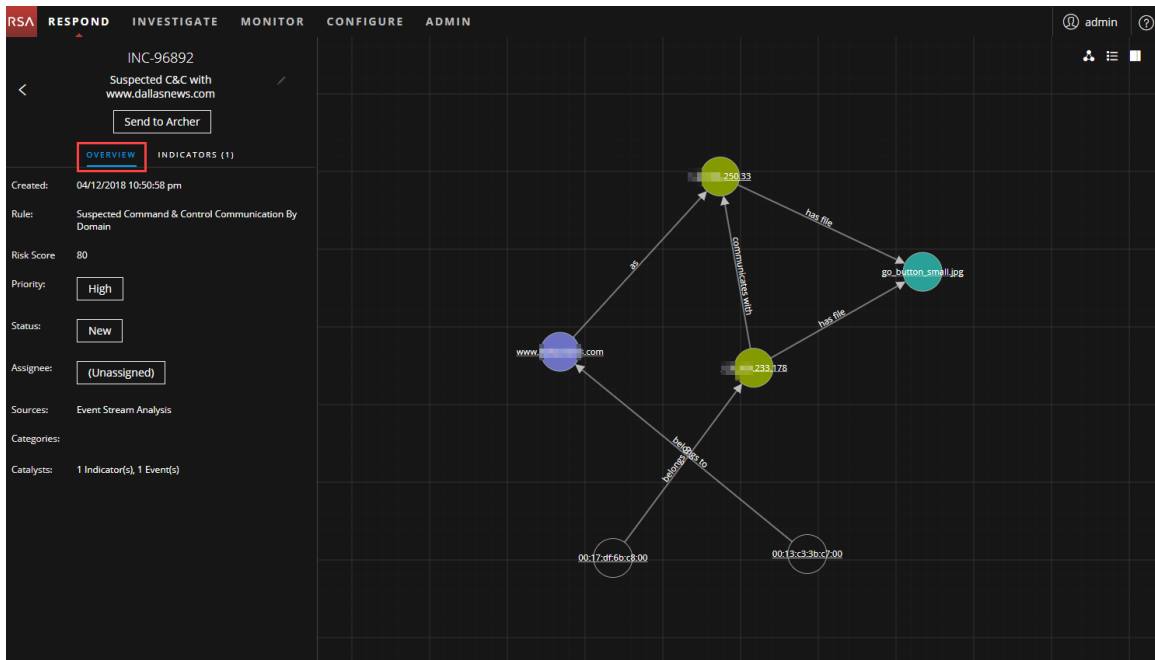 RSA RESPOND INVESTIGATE MONITOR CONFIGURE ADMIN admin ?
INC-96892
Suspected C&C with
www.dallasnews.com
Send to Archer
OVERVIEW INDICATORS (1)
Created: 04/12/2018 10:50:58 pm
Rule: Suspected Command & Control Communication By
Domain
Risk Score 80
Priority: High
Status: New
Assignee: (Unassigned)
Sources: Event Stream Analysis
Categories:
Catalysts: 1 Indicator(s), 1 Event(s)
.250.33
has file
as
communicates with
go_button_small.jpg
has file
www. .com
.233.178
belongs to
belongs
00:17:df:6b:c8:00
00:13:c3:3b:c7:00